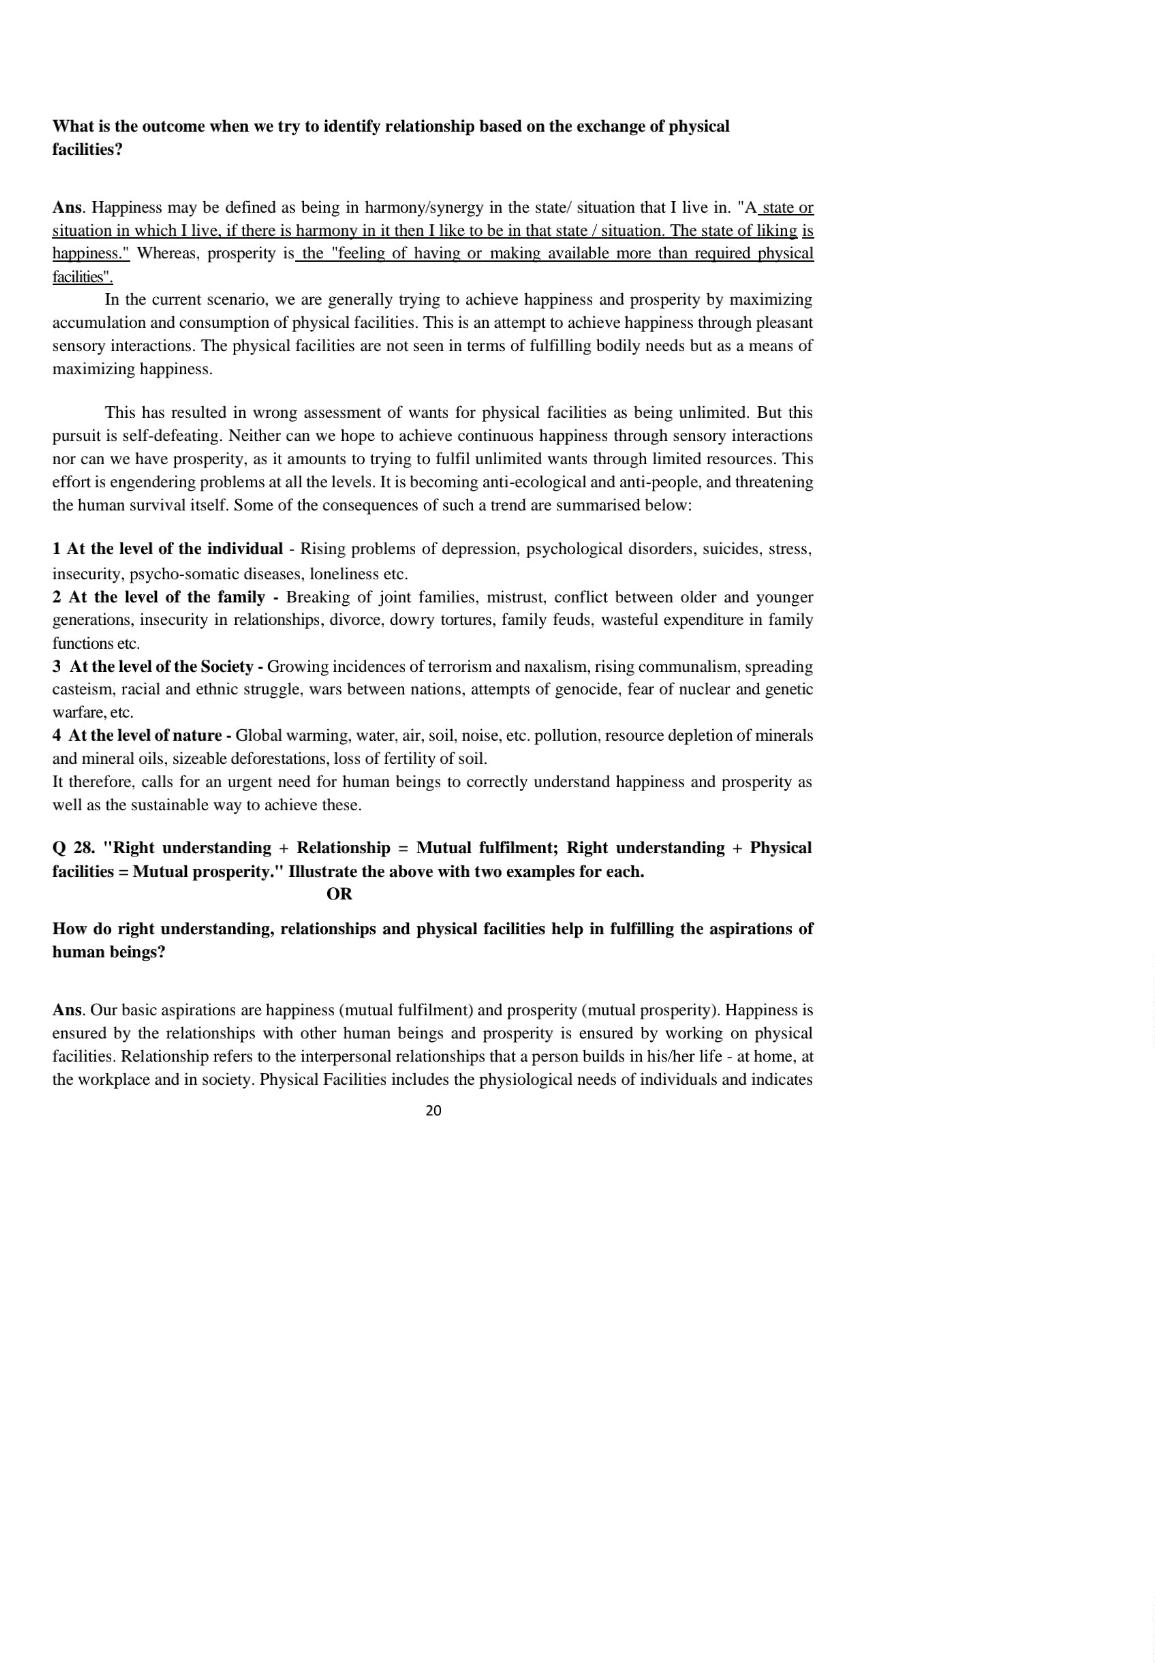 What is the outcome when we try to identify relationship based on the exchange of physical
facilities?
Ans. Happiness may be defined as being in harmony/synergy in the state/ situation that I live in. "A state or
situation in which I live, if there is harmony in it then I like to be in that state / situation. The state of liking is
happiness." Whereas, prosperity is the "feeling of having or making available more than required physical
facilities".
In the current scenario, we are generally trying to achieve happiness and prosperity by maximizing
accumulation and consumption of physical facilities. This is an attempt to achieve happiness through pleasant
sensory interactions. The physical facilities are not seen in terms of fulfilling bodily needs but as a means of
maximizing happiness.
This has resulted in wrong assessment of wants for physical facilities as being unlimited. But this
pursuit is self-defeating. Neither can we hope to achieve continuous happiness through sensory interactions
nor can we have prosperity, as it amounts to trying to fulfil unlimited wants through limited resources. This
effort is engendering problems at all the levels. It is becoming anti-ecological and anti-people, and threatening
the human survival itself. Some of the consequences of such a trend are summarised below:
1 At the level of the individual - Rising problems of depression, psychological disorders, suicides, stress,
insecurity, psycho-somatic diseases, loneliness etc.
2 At the level of the family - Breaking of joint families, mistrust, conflict between older and younger
generations, insecurity in relationships, divorce, dowry tortures, family feuds, wasteful expenditure in family
functions etc.
3 At the level of the Society - Growing incidences of terrorism and naxalism, rising communalism, spreading
casteism, racial and ethnic struggle, wars between nations, attempts of genocide, fear of nuclear and genetic
warfare, etc.
4 At the level of nature - Global warming, water, air, soil, noise, etc. pollution, resource depletion of minerals
and mineral oils, sizeable deforestations, loss of fertility of soil.
It therefore, calls for an urgent need for human beings to correctly understand happiness and prosperity as
well as the sustainable way to achieve these.
Q 28. "Right understanding + Relationship = Mutual fulfilment; Right understanding + Physical
facilities = Mutual prosperity." Illustrate the above with two examples for each.
OR
How do right understanding, relationships and physical facilities help in fulfilling the aspirations of
human beings?
Ans. Our basic aspirations are happiness (mutual fulfilment) and prosperity (mutual prosperity). Happiness is
ensured by the relationships with other human beings and prosperity is ensured by working on physical
facilities. Relationship refers to the interpersonal relationships that a person builds in his/her life - at home, at
the workplace and in society. Physical Facilities includes the physiological needs of individuals and indicates
20